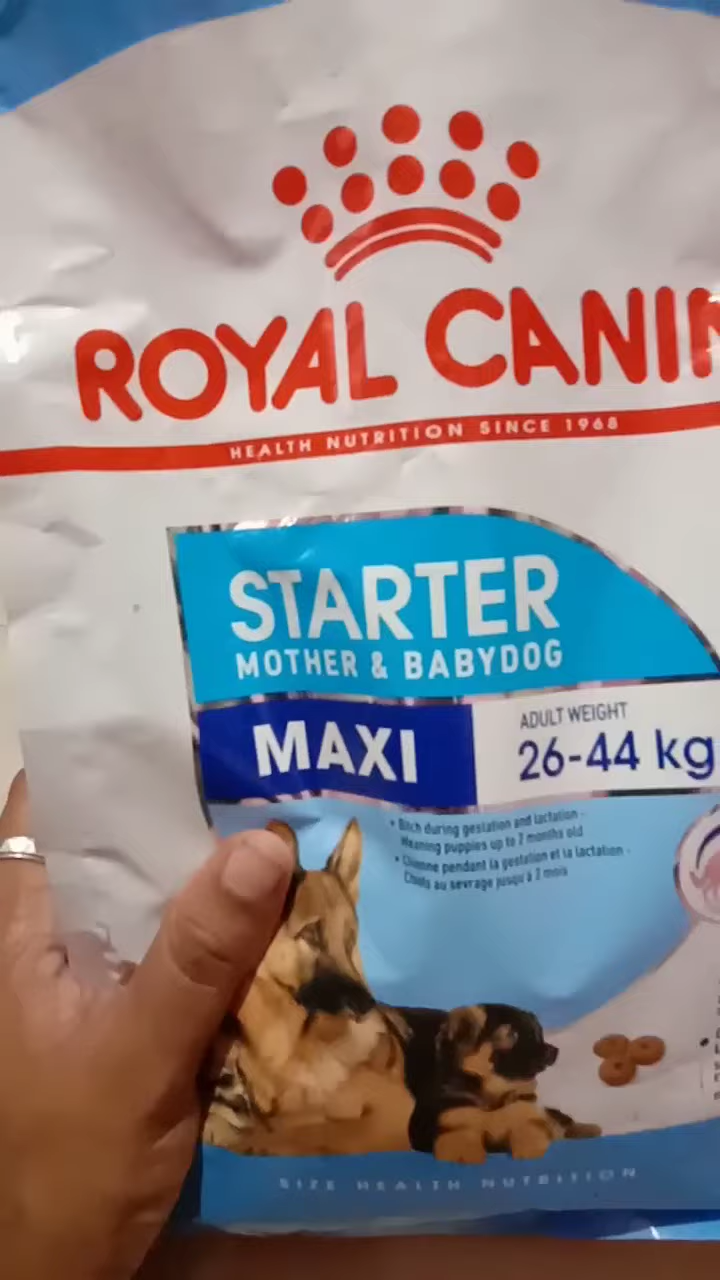 ROYAL CANIN
HEALTH NUTRITION SINCE 1968
STARTER
MOTHER & BABYDOG
MAXI
ADULT WEIGHT
26-44 kg
• Bitch during gestation and lactation -
Weaning puppies up to 2 months old
• Chienne pendant la gestation et la lactation -
Chiots au sevrage jusqu'à 2 mois
SIZE HEALTH NUTRITION